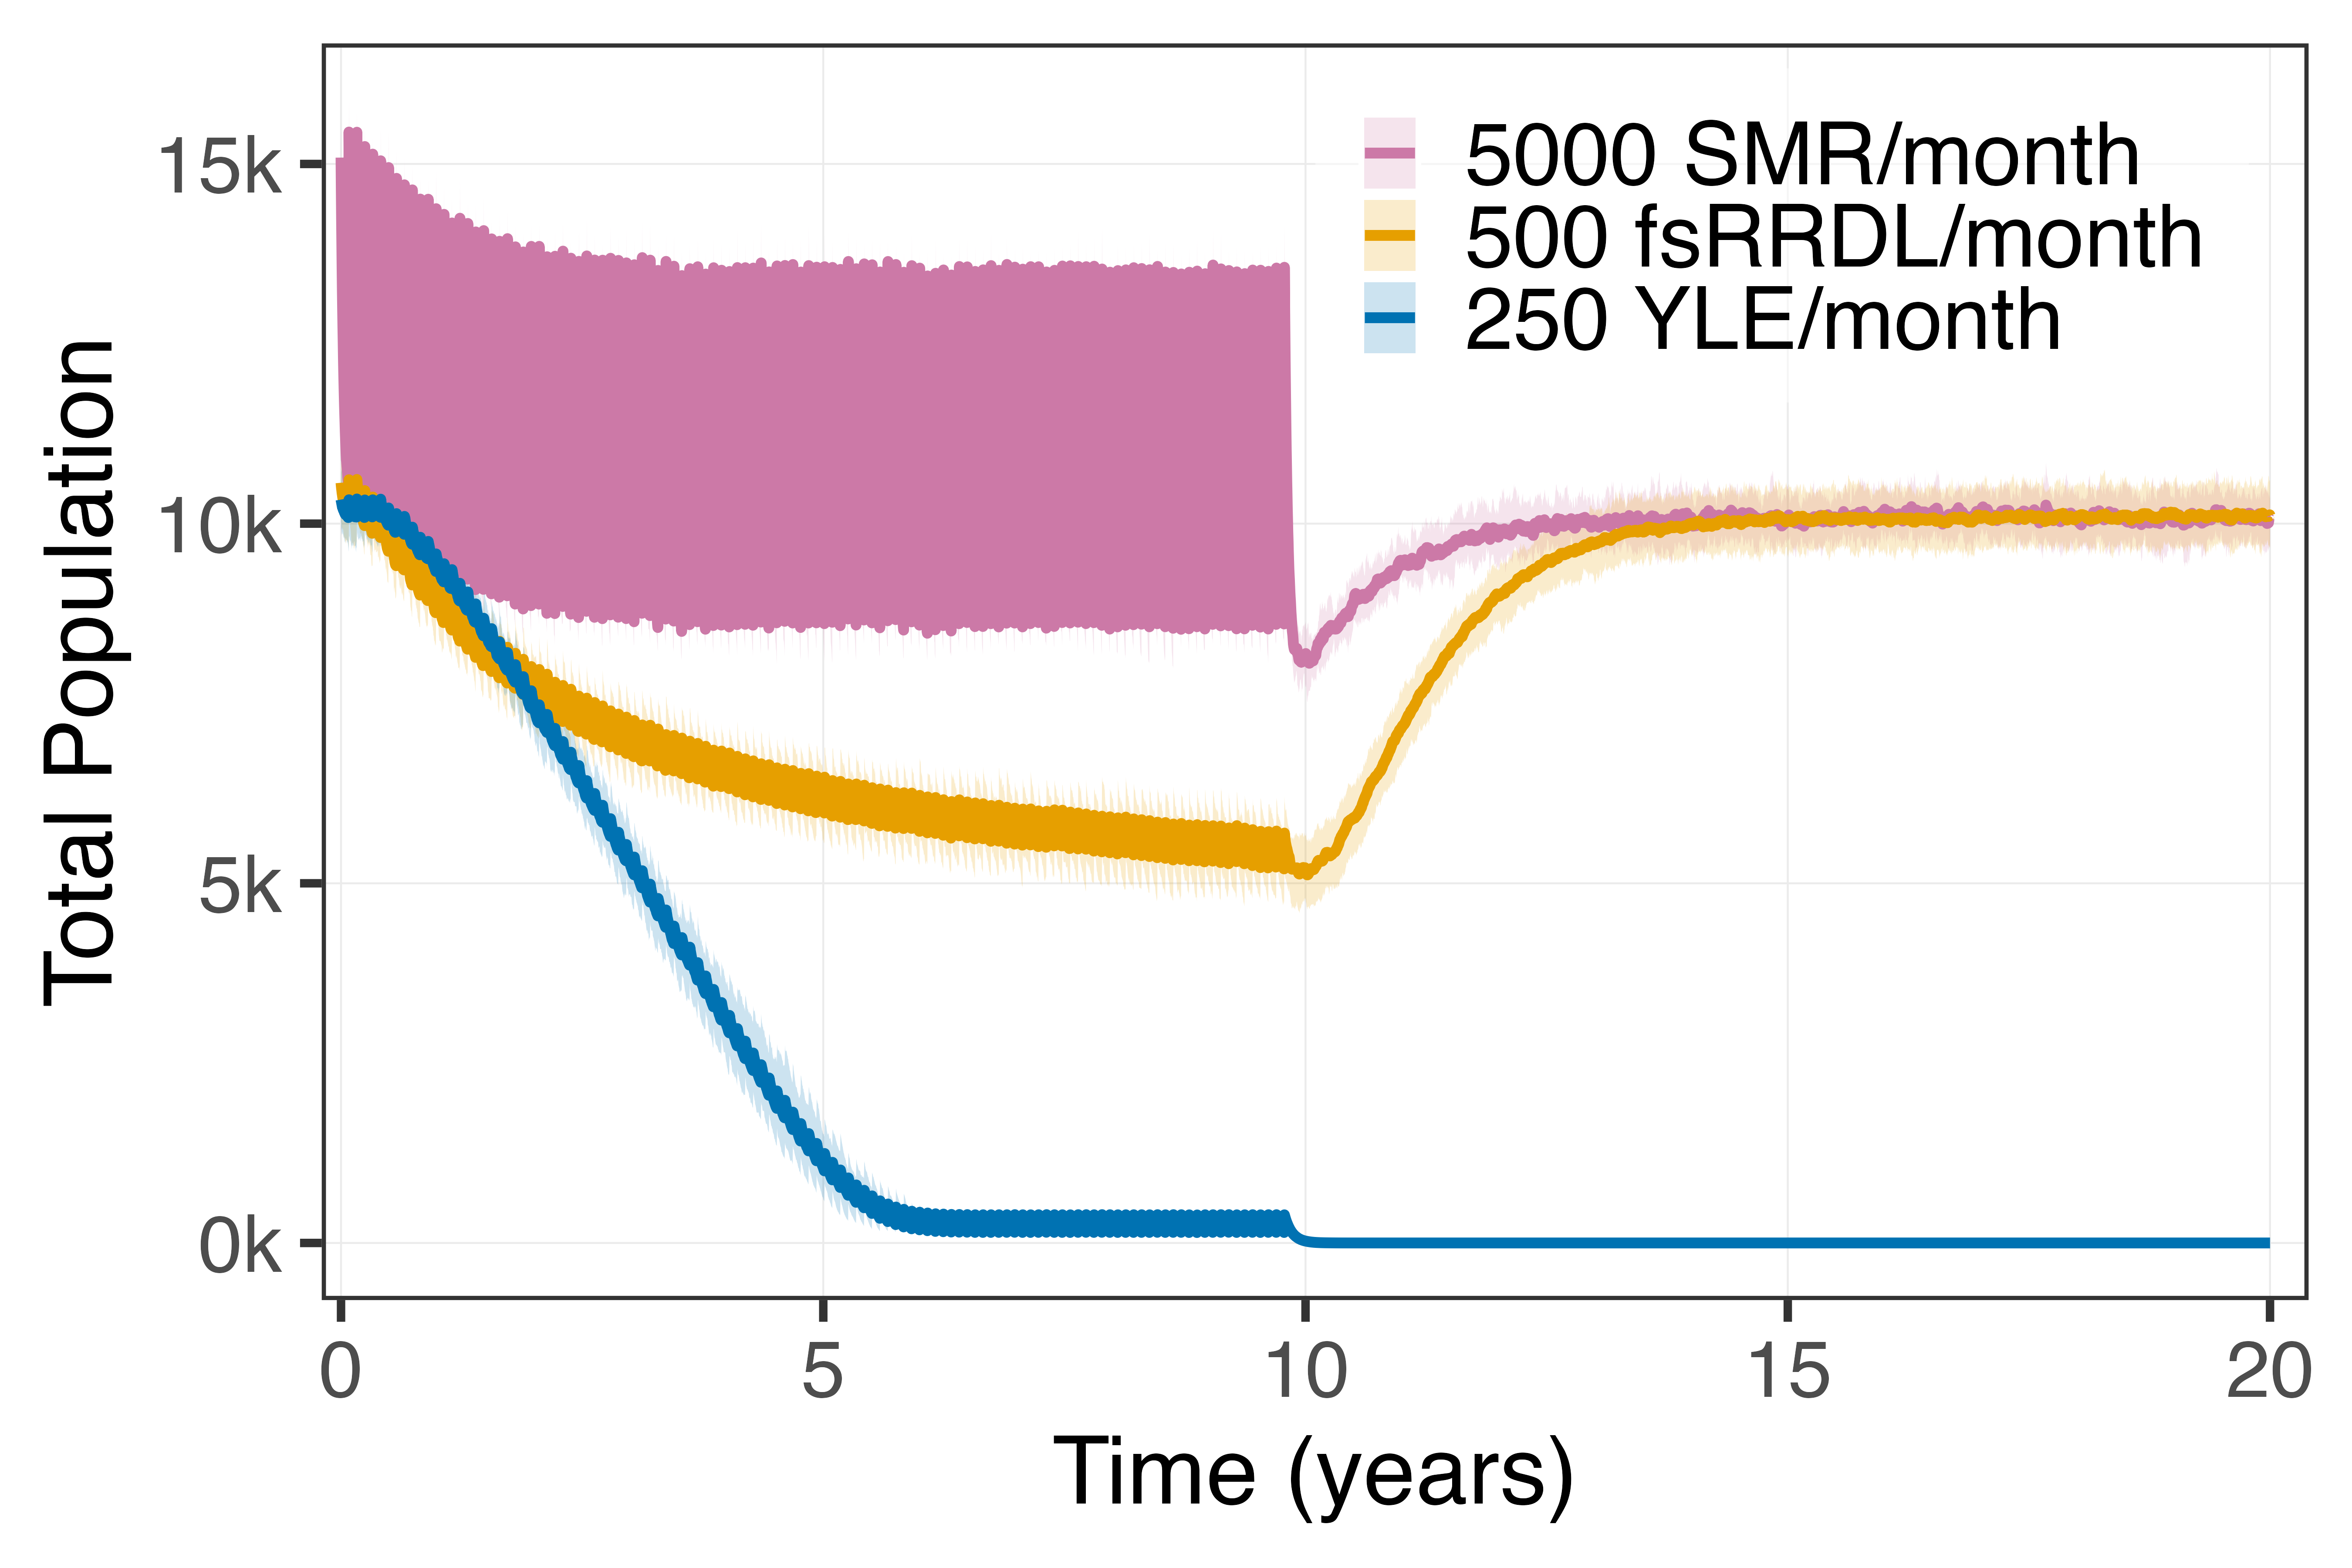 5000 SMR/month
500 fsRRDL/month
250 YLE/month
Total Population
15k
10k
5k
0k
0
5
10
15
20
Time (years)